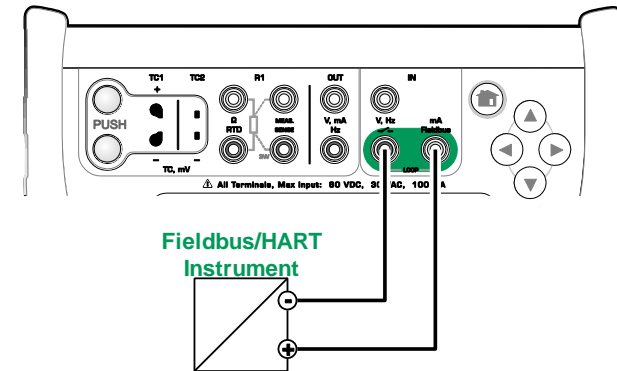 TC1 TC2 R1 OUT IN
+
Ω MEAS. V, mA V, Hz mA
PUSH RTD SENSE Hz Fieldbus
3W
- - LOOP
TC, mV
⚠ All Terminals, Max Input: 60 VDC, 30 VAC, 100 mA
Fieldbus/HART
Instrument
-
+